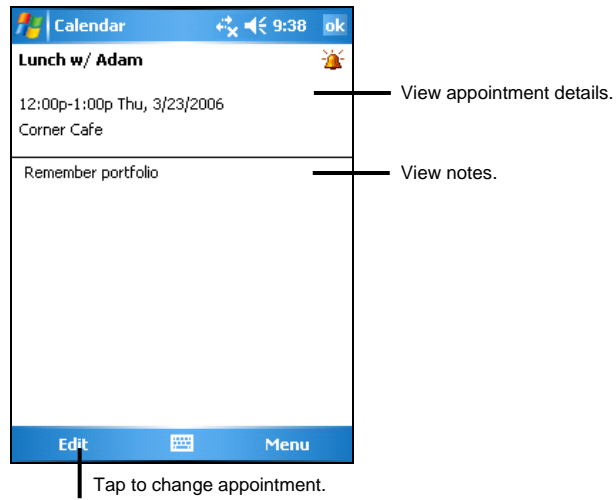 Calendar 9:38 ok
Lunch w/ Adam
12:00p-1:00p Thu, 3/23/2006
Corner Cafe
View appointment details.
Remember portfolio
View notes.
Edit Menu
Tap to change appointment.